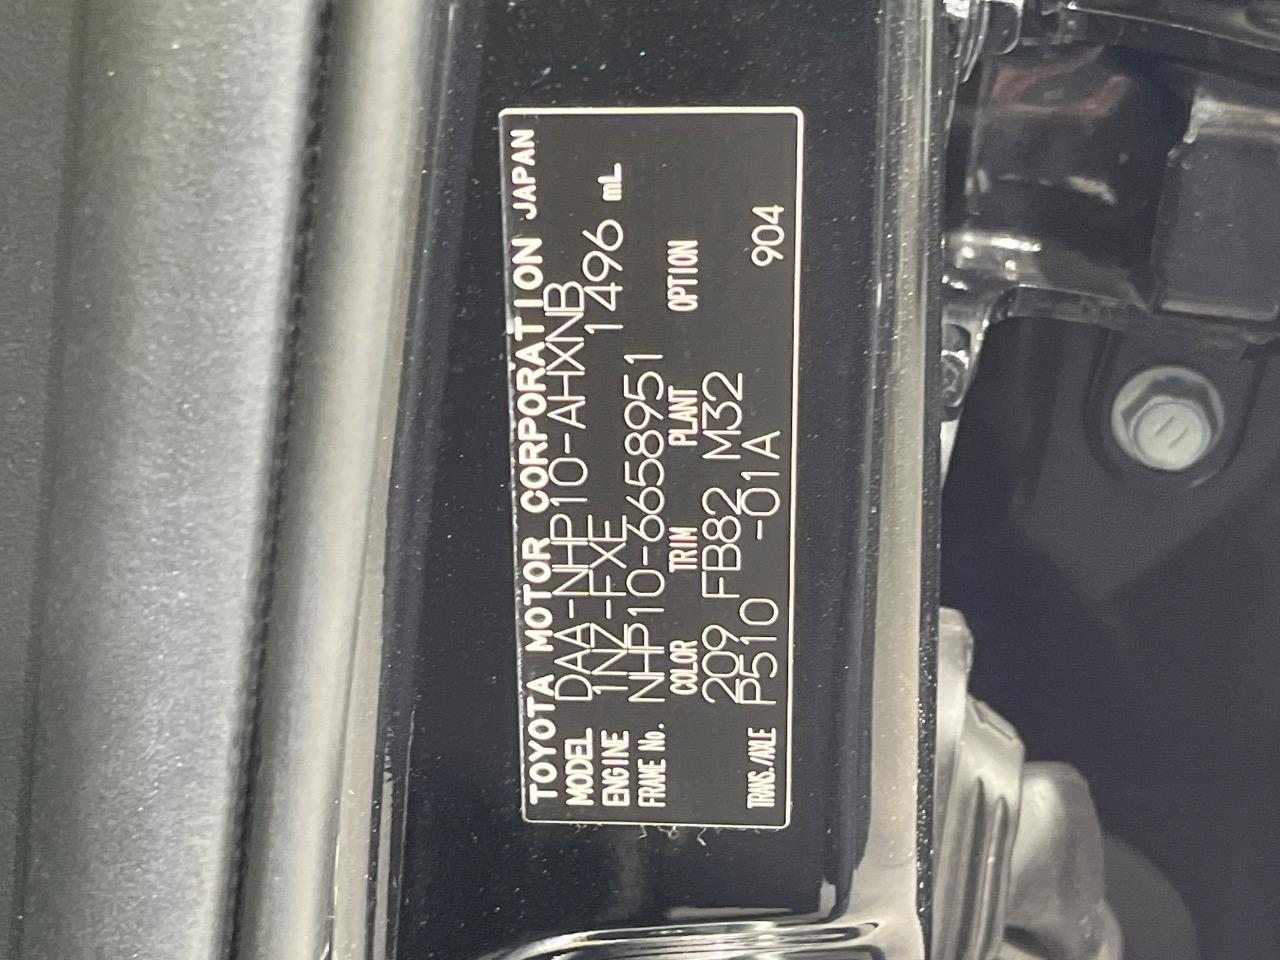 TOYOTA MOTOR CORPORATION JAPAN
MODEL DAA-NHP10-AHXNB
ENGINE 1NZ-FXE 1496 mL
FRAME No. NHP10-6658951
COLOR TRIM PLANT OPTION
209 FB82 M32
TRANS./AXLE P510 -01A 904